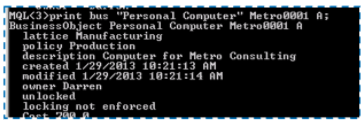 MQL<3>print bus "Personal Computer" Metro0001 A;
BusinessObject Personal Computer Metro0001 A
lattice Manufacturing
policy Production
description Computer for Metro Consulting
created 1/29/2013 10:21:13 AM
modified 1/29/2013 10:21:14 AM
owner Darren
unlocked
locking not enforced
Cost 700.0